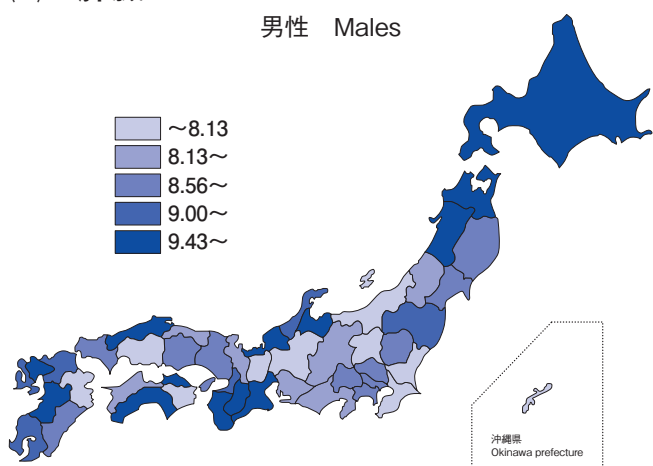 男性 Males
～8.13
8.13～
8.56～
9.00～
9.43～
沖縄県
Okinawa prefecture